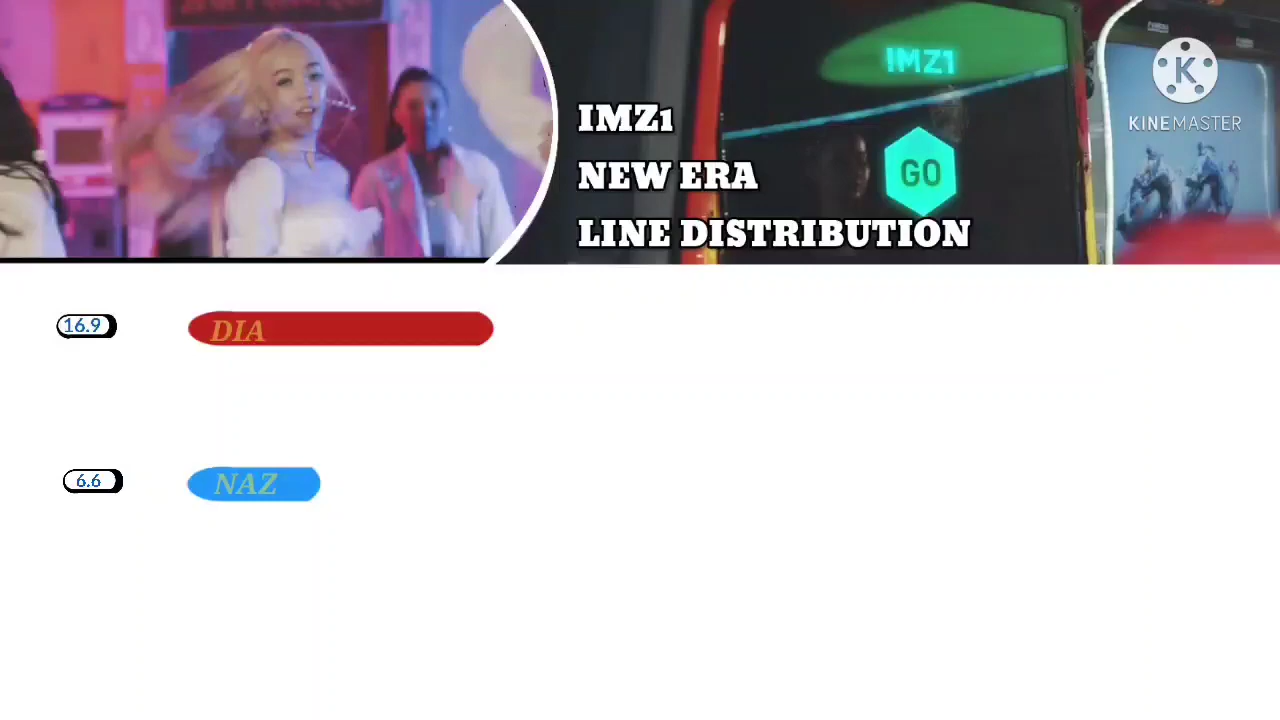 IMZ1
GO
IMZ1
NEW ERA
LINE DISTRIBUTION
K
KINEMASTER
16.9
DIA
6.6
NAZ